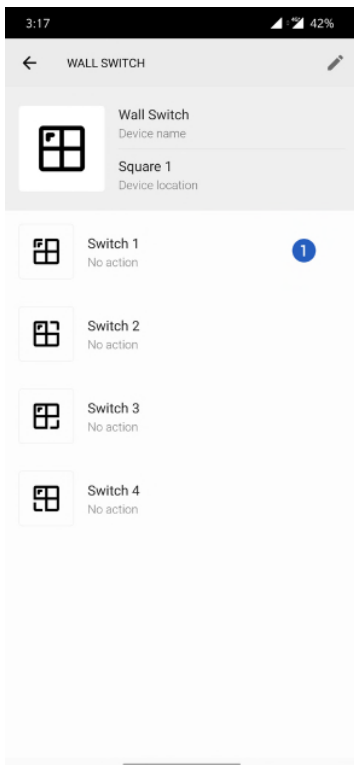 3:17
4G 42%
WALL SWITCH
Wall Switch
Device name
Square 1
Device location
Switch 1
No action
1
Switch 2
No action
Switch 3
No action
Switch 4
No action